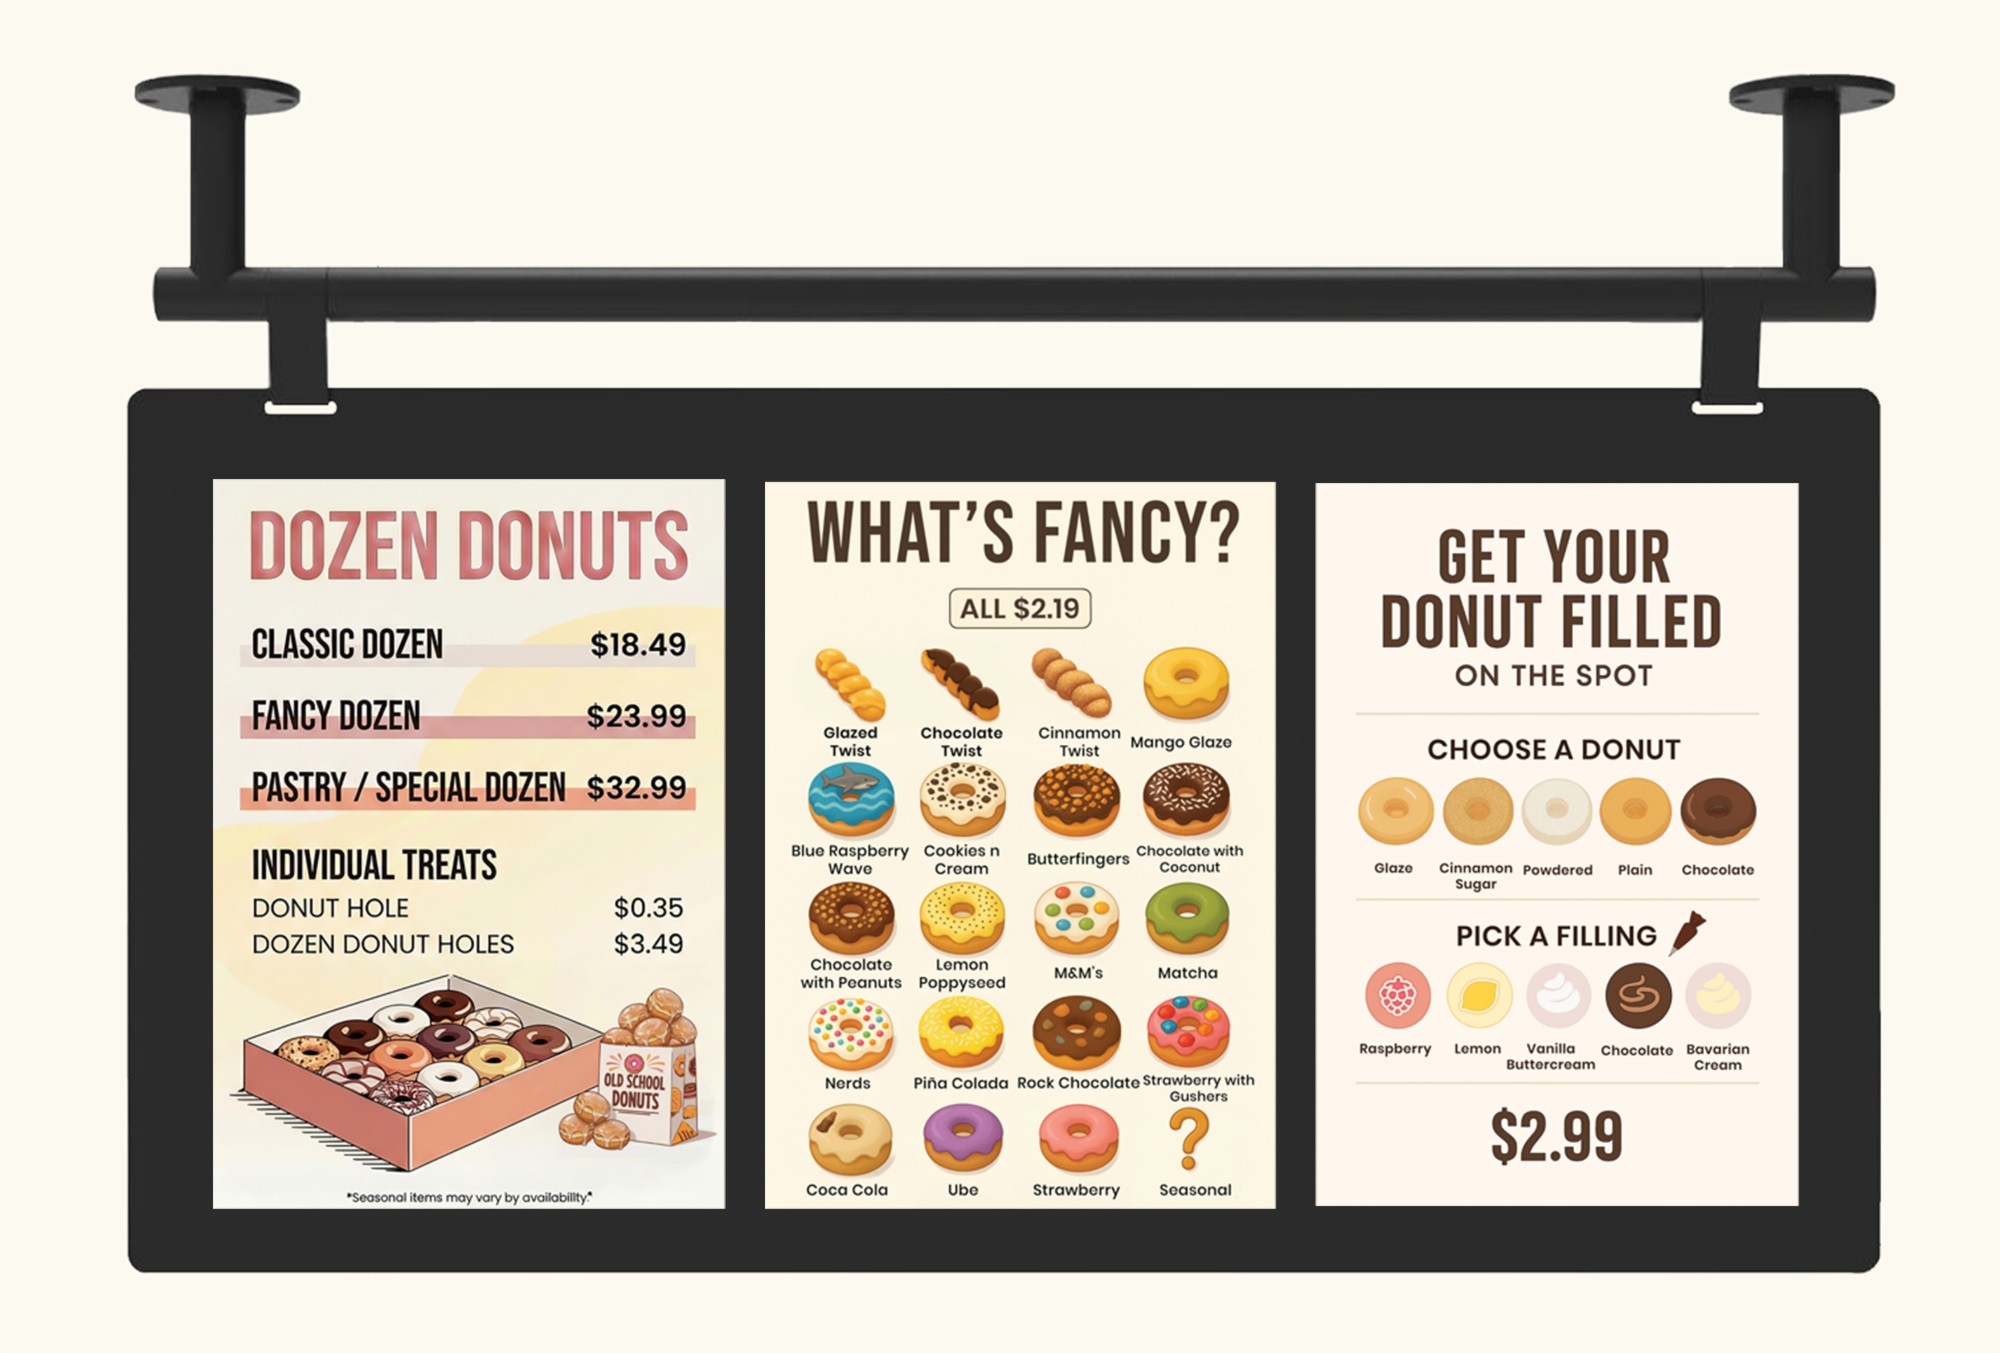 DOZEN DONUTS
CLASSIC DOZEN $18.49
FANCY DOZEN $23.99
PASTRY / SPECIAL DOZEN $32.99
INDIVIDUAL TREATS
DONUT HOLE $0.35
DOZEN DONUT HOLES $3.49
OLD SCHOOL
DONUTS
*Seasonal items may vary by availability.*
WHAT'S FANCY?
ALL $2.19
Glazed
Twist
Chocolate
Twist
Cinnamon
Twist
Mango Glaze
Blue Raspberry
Wave
Cookies n
Cream
Butterfingers
Chocolate with
Coconut
Chocolate
with Peanuts
Lemon
Poppyseed
M&M's
Matcha
Nerds
Piña Colada
Rock Chocolate
Strawberry with
Gushers
Coca Cola
Ube
Strawberry
?
Seasonal
GET YOUR
DONUT FILLED
ON THE SPOT
CHOOSE A DONUT
Glaze
Cinnamon
Sugar
Powdered
Plain
Chocolate
PICK A FILLING
Raspberry
Lemon
Vanilla
Buttercream
Chocolate
Bavarian
Cream
$2.99